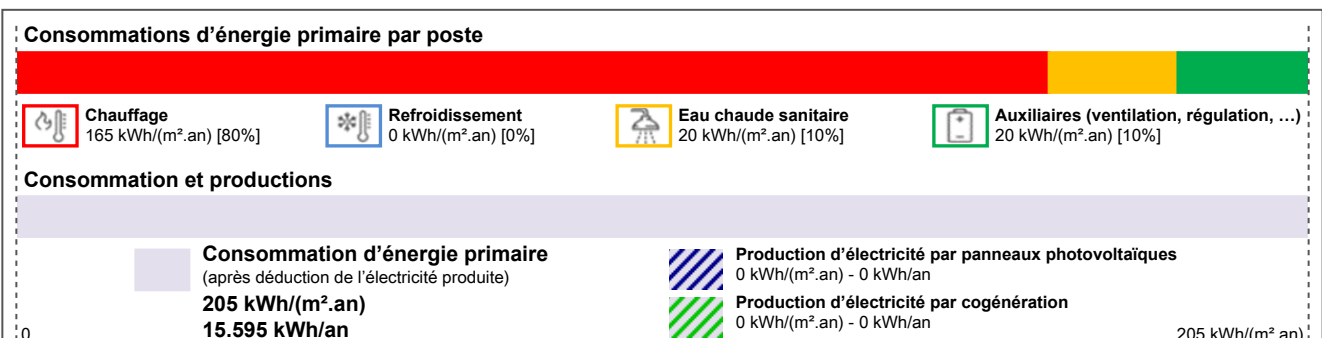 Consommations d’énergie primaire par poste
Chauffage
165 kWh/(m².an) [80%]
Refroidissement
0 kWh/(m².an) [0%]
Eau chaude sanitaire
20 kWh/(m².an) [10%]
Auxiliaires (ventilation, régulation, …)
20 kWh/(m².an) [10%]
Consommation et productions
Consommation d’énergie primaire
(après déduction de l’électricité produite)
205 kWh/(m².an)
15.595 kWh/an
Production d’électricité par panneaux photovoltaïques
0 kWh/(m².an) - 0 kWh/an
Production d’électricité par cogénération
0 kWh/(m².an) - 0 kWh/an
0
205 kWh/(m².an)